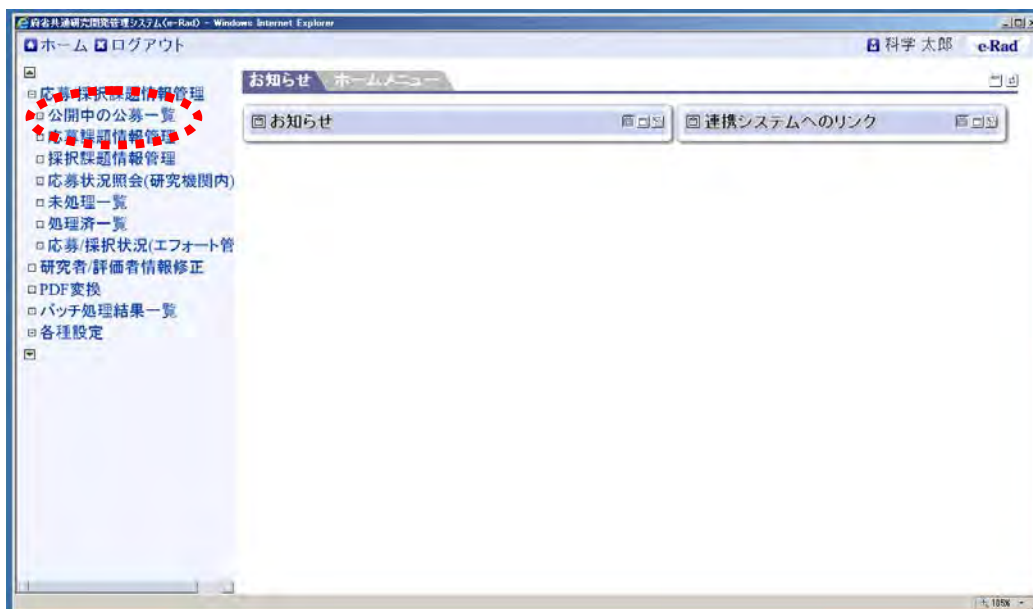 府省共通研究開発管理システム(e-Rad) - Windows Internet Explorer
ホーム ログアウト
科学 太郎 e-Rad
お知らせ ホームメニュー
応募/採択課題情報管理
公開中の公募一覧
応募課題情報管理
採択課題情報管理
応募状況照会(研究機関内)
未処理一覧
処理済一覧
応募/採択状況(エフォート管
研究者/評価者情報修正
PDF変換
バッチ処理結果一覧
各種設定
お知らせ
連携システムへのリンク
105%